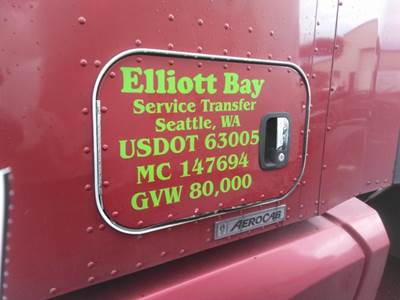 Elliott Bay
Service Transfer
Seattle, WA
USDOT 63005
MC 147694
GVW 80,000
AEROCAB